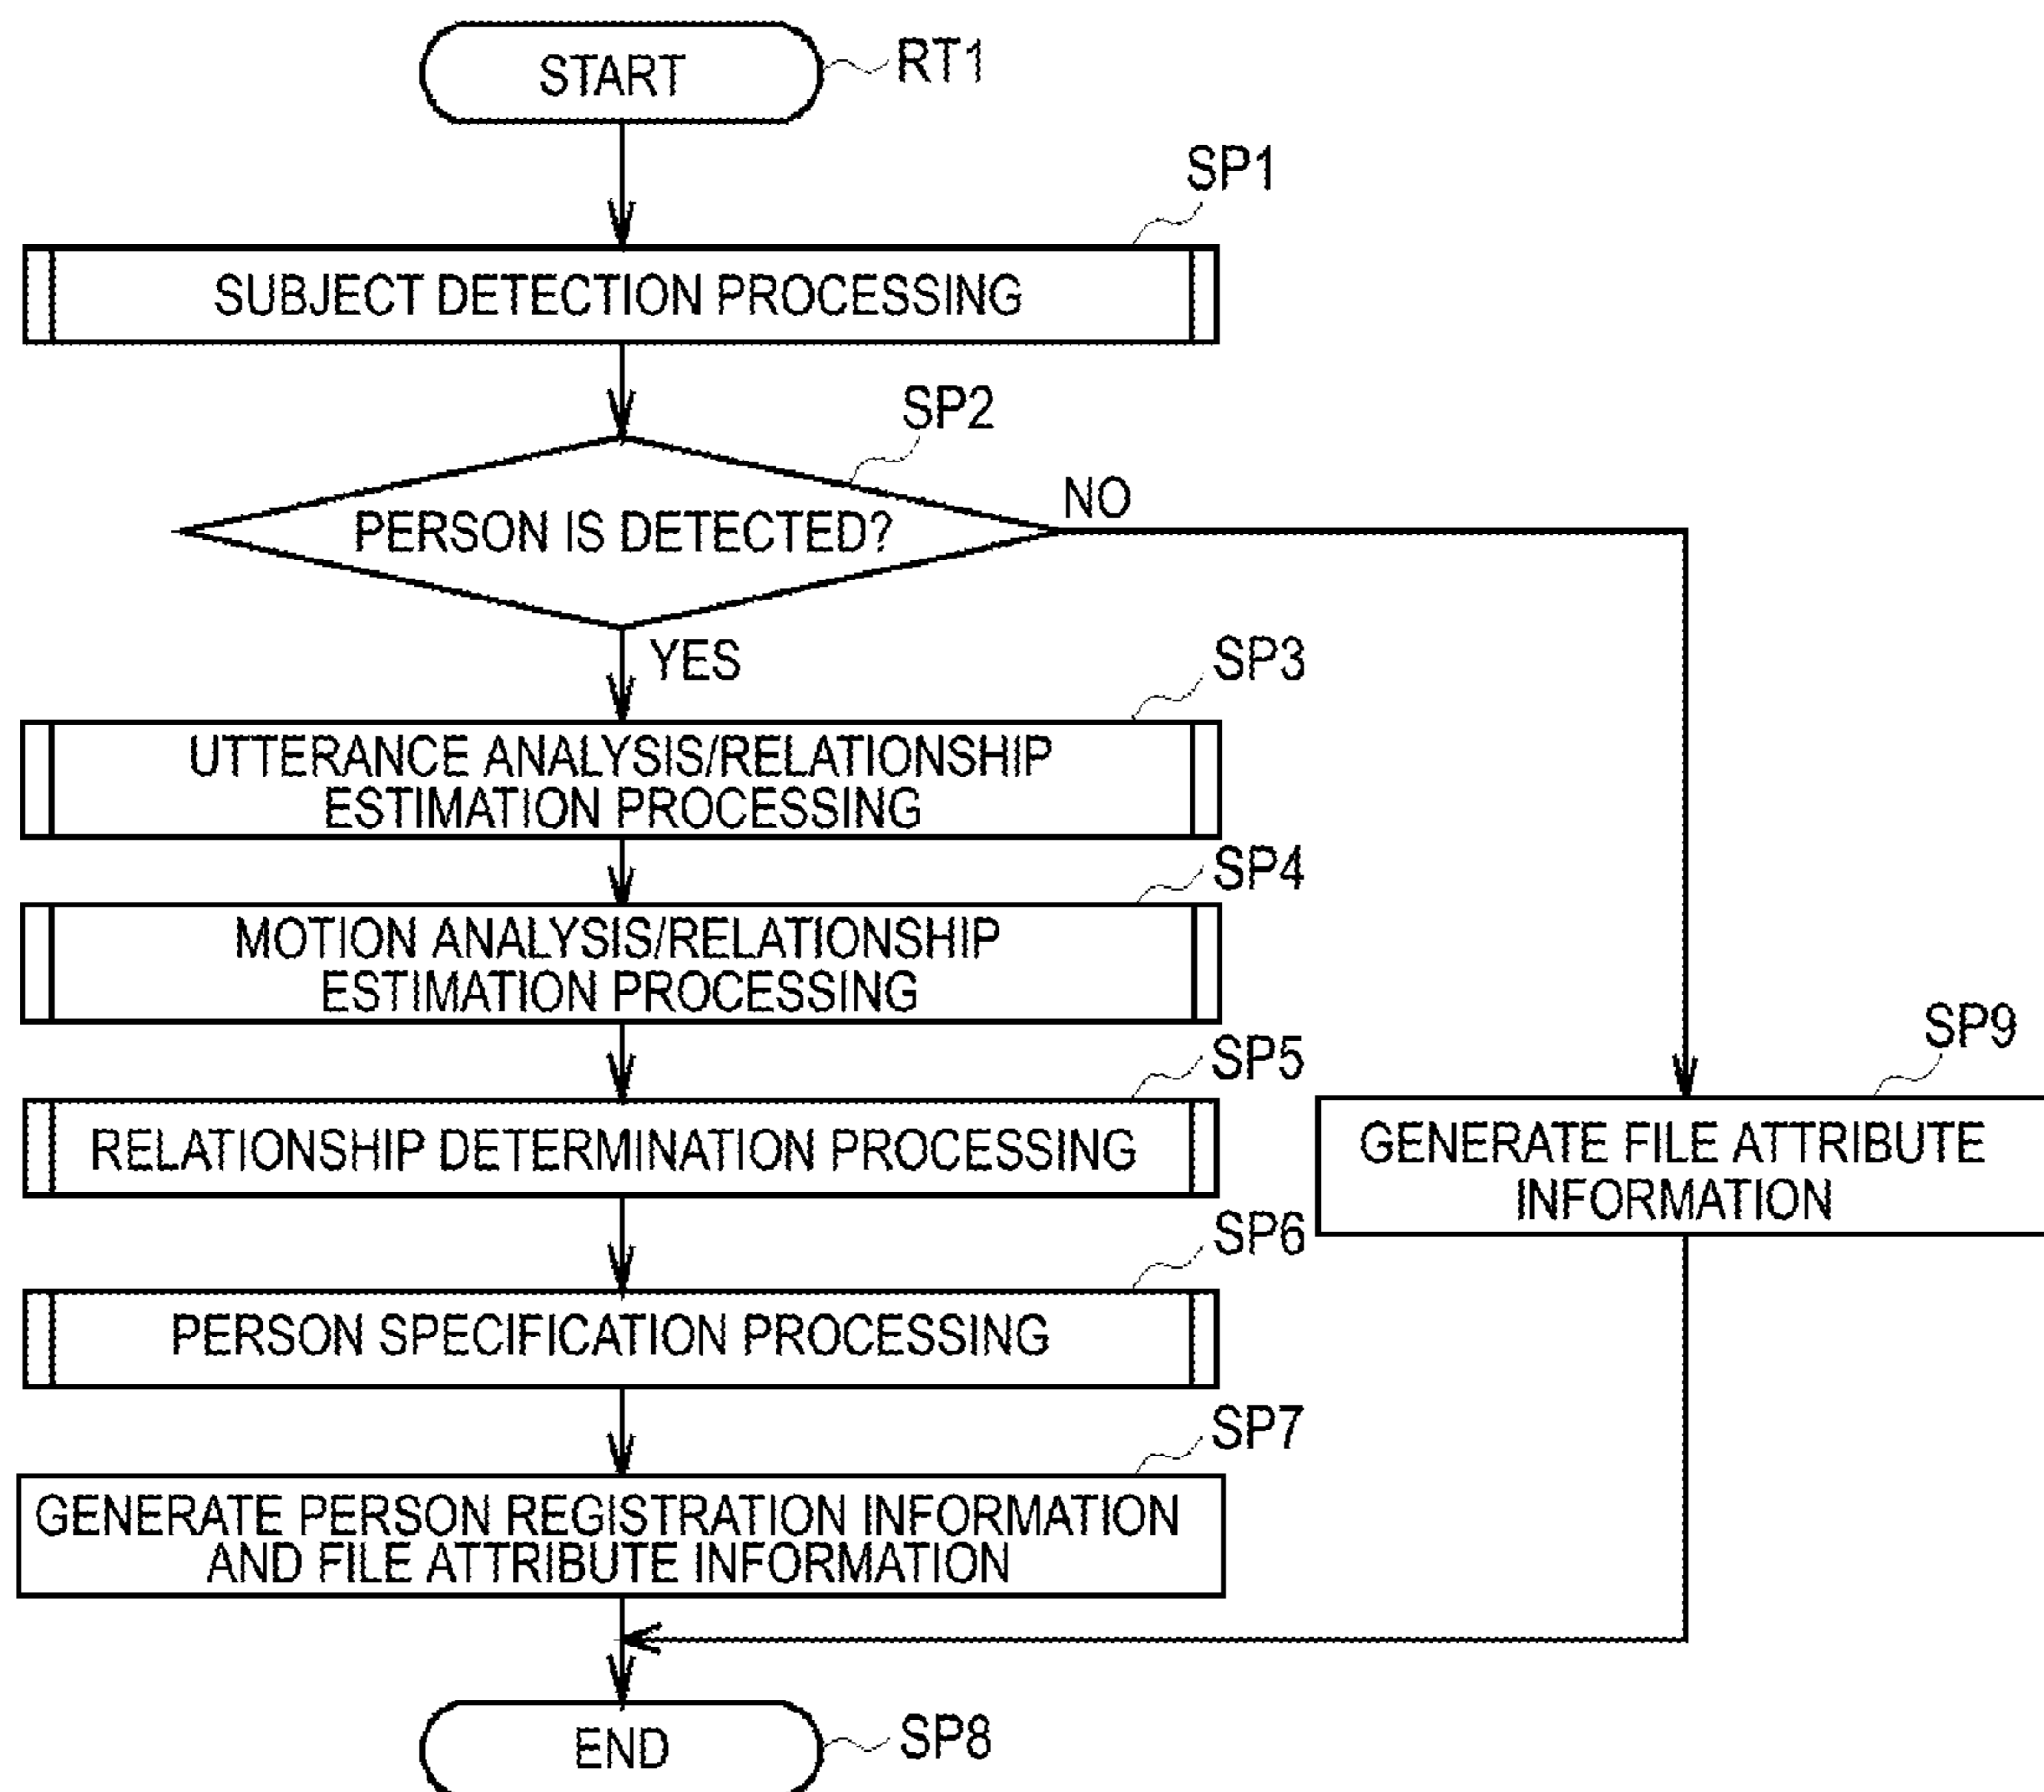 START
RT1
SP1
SUBJECT DETECTION PROCESSING
SP2
PERSON IS DETECTED?
NO
YES
SP3
UTTERANCE ANALYSIS/RELATIONSHIP
ESTIMATION PROCESSING
SP4
MOTION ANALYSIS/RELATIONSHIP
ESTIMATION PROCESSING
SP5
RELATIONSHIP DETERMINATION PROCESSING
SP9
GENERATE FILE ATTRIBUTE
INFORMATION
SP6
PERSON SPECIFICATION PROCESSING
SP7
GENERATE PERSON REGISTRATION INFORMATION
AND FILE ATTRIBUTE INFORMATION
END
SP8